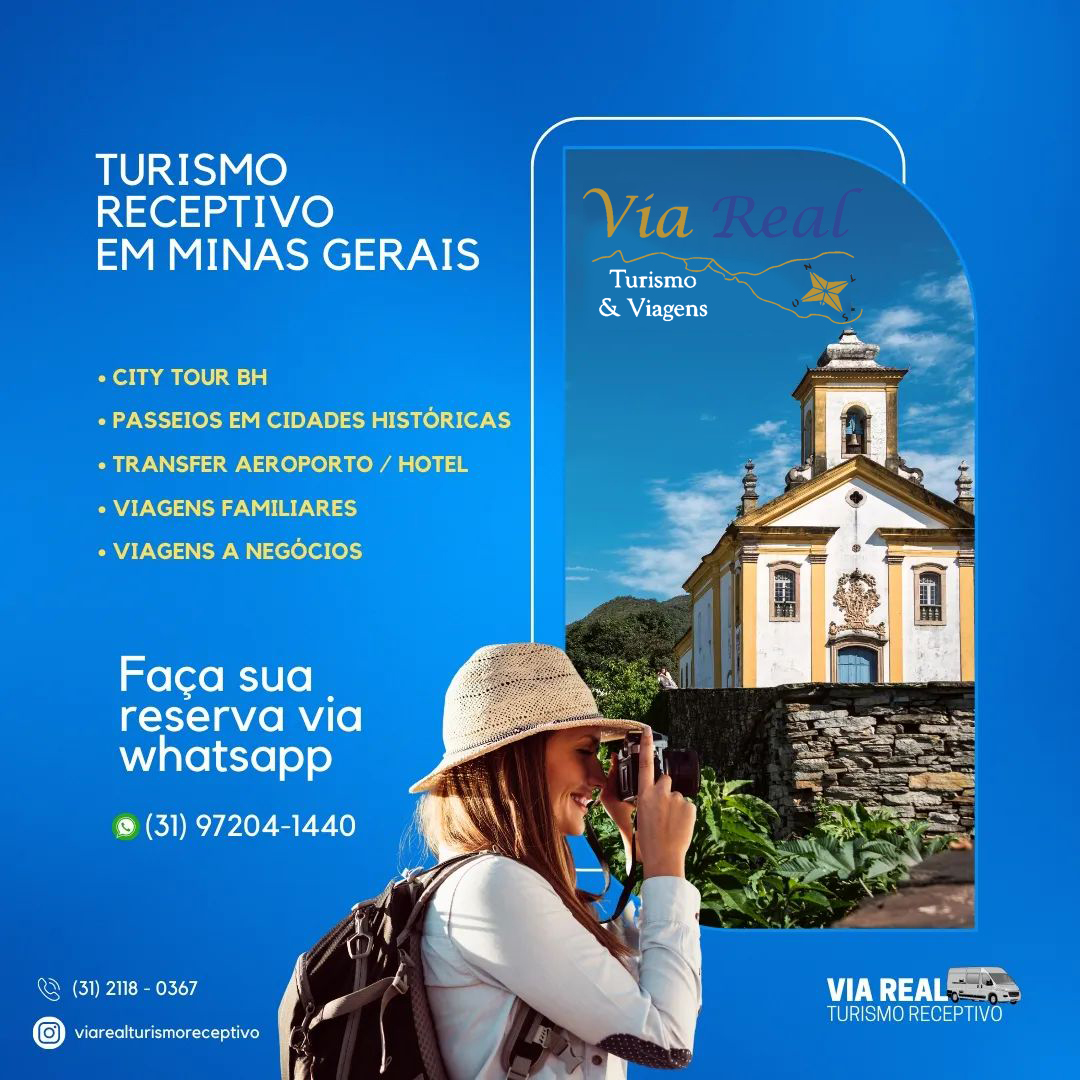 TURISMO
RECEPTIVO
EM MINAS GERAIS
Via Real
Turismo
& Viagens
N
L
S
• CITY TOUR BH
• PASSEIOS EM CIDADES HISTÓRICAS
• TRANSFER AEROPORTO / HOTEL
• VIAGENS FAMILIARES
• VIAGENS A NEGÓCIOS
Faça sua
reserva via
whatsapp
(31) 97204-1440
(31) 2118 - 0367
viarealturismoreceptivo
VIA REAL
TURISMO RECEPTIVO